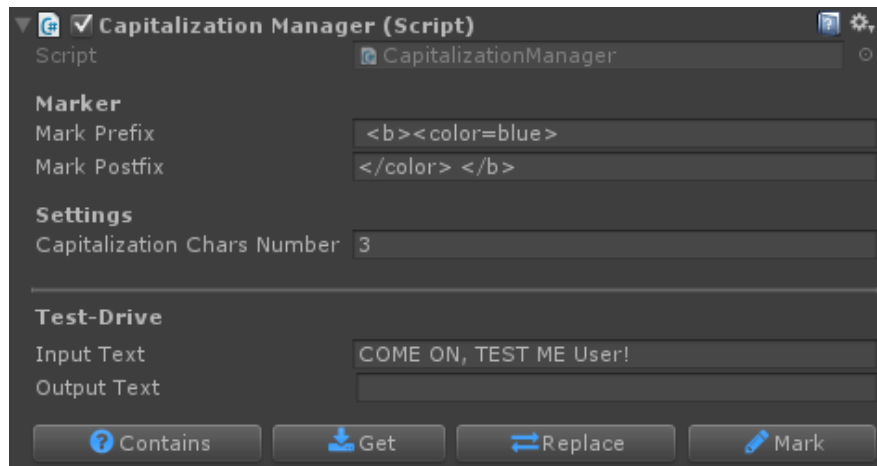 Capitalization Manager (Script)
Script CapitalizationManager
Marker
Mark Prefix <b><color=blue>
Mark Postfix </color> </b>
Settings
Capitalization Chars Number 3
Test-Drive
Input Text COME ON, TEST ME User!
Output Text
Contains Get Replace Mark